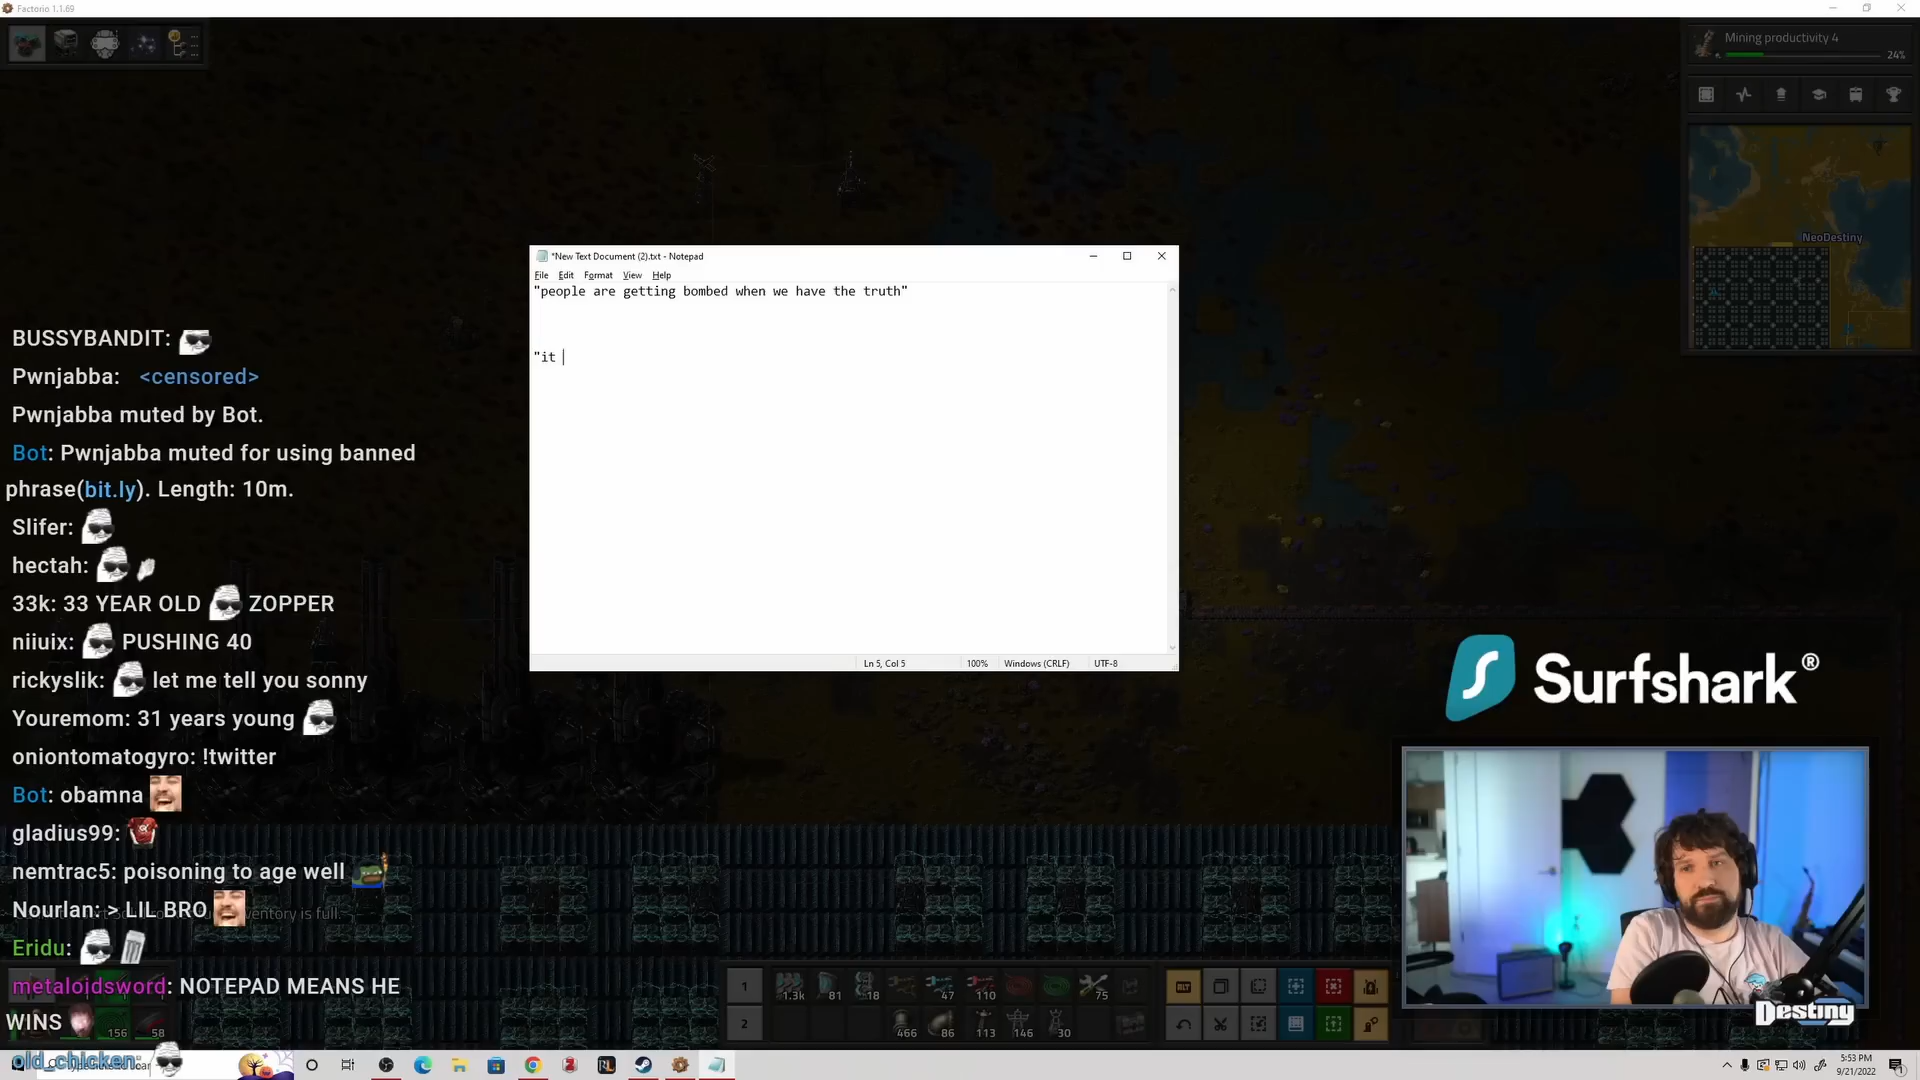 Factorio 1.1.69
Mining productivity 4
24%
NeoDestiny
*New Text Document (2).txt - Notepad
File Edit Format View Help
"people are getting bombed when we have the truth"
"it
Ln 5, Col 5 100% Windows (CRLF) UTF-8
BUSSYBANDIT:
Pwnjabba: <censored>
Pwnjabba muted by Bot.
Bot: Pwnjabba muted for using banned
phrase(bit.ly). Length: 10m.
Slifer:
hectah:
33k: 33 YEAR OLD ZOPPER
niiuix: PUSHING 40
rickyslik: let me tell you sonny
Youremom: 31 years young
oniontomatogyro: !twitter
Bot: obamna
gladius99:
nemtrac5: poisoning to age well
Nourlan: > LIL BRO
ventory is full.
Eridu:
metaloidsword: NOTEPAD MEANS HE
WINS
old_chicken:
156 58
1 1.3k 81 18 47 110 75
2 466 86 113 146 30
ALT
Surfshark®
Destiny
5:53 PM
9/21/2022